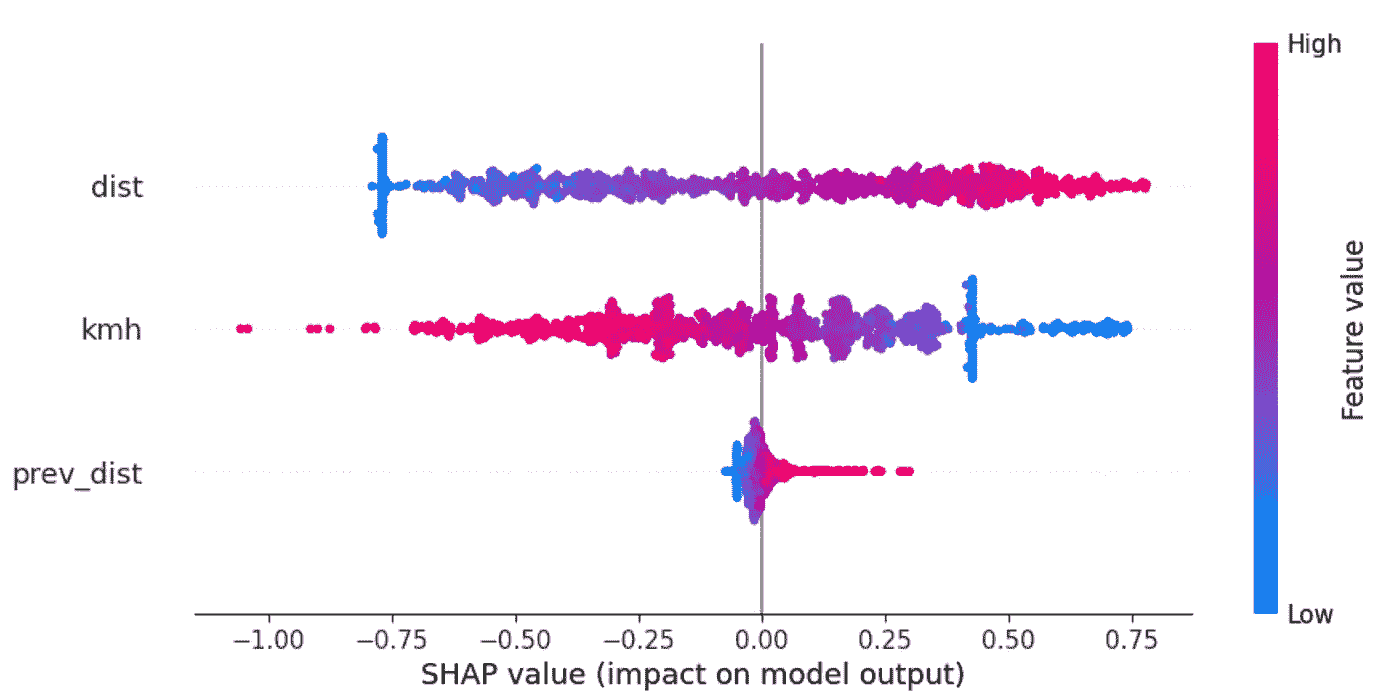 High
dist
kmh
Feature value
prev_dist
Low
−1.00 −0.75 −0.50 −0.25 0.00 0.25 0.50 0.75
SHAP value (impact on model output)